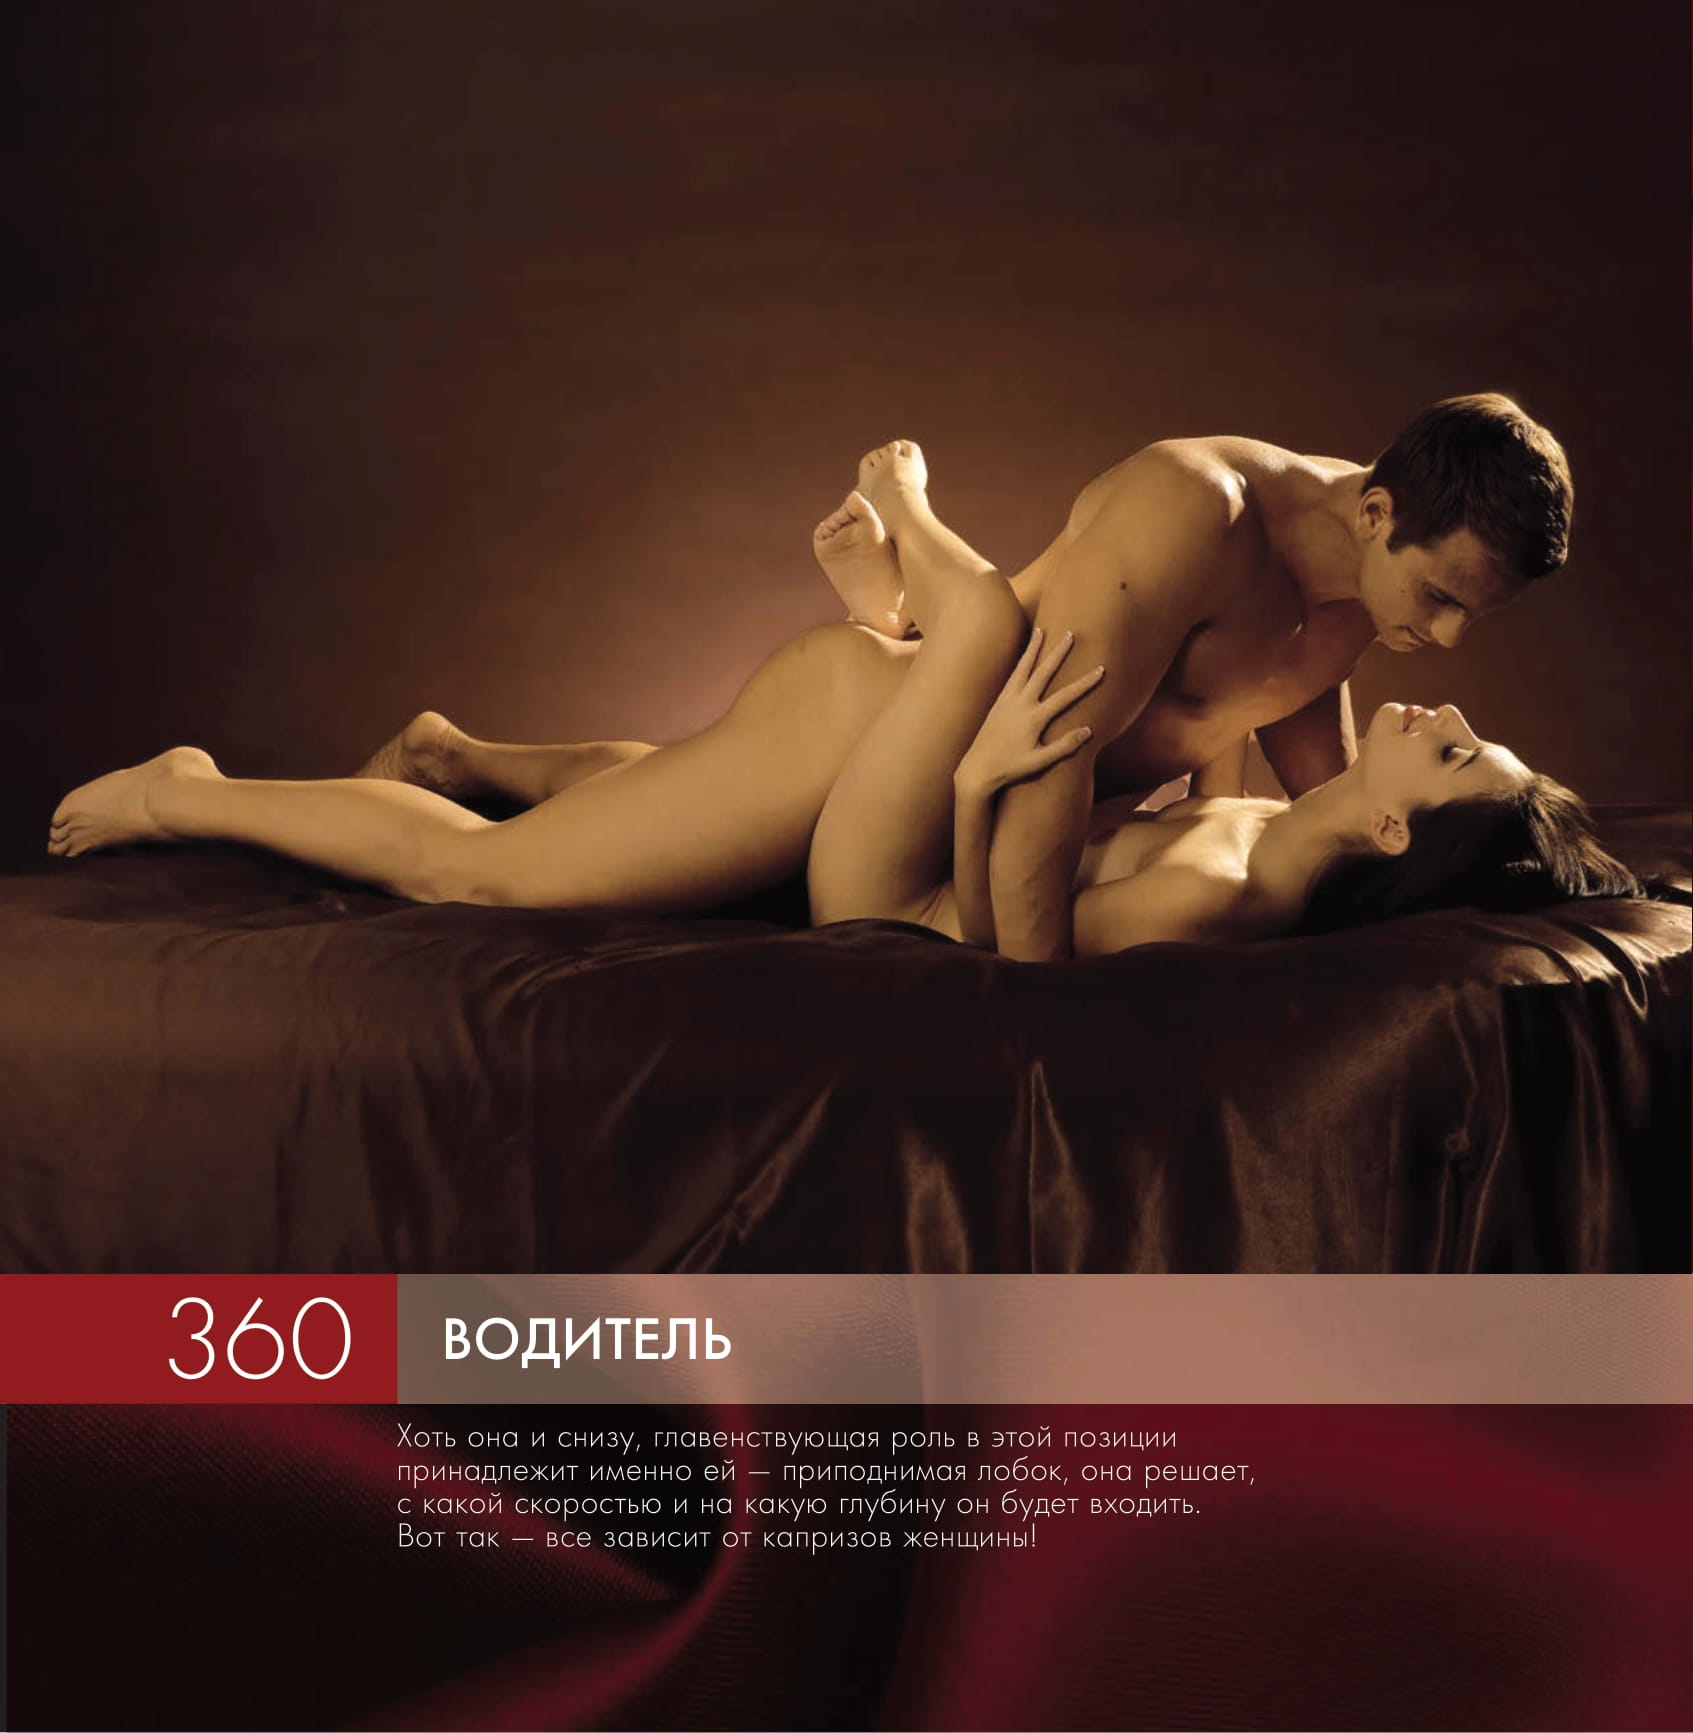 360
ВОДИТЕЛЬ
Хоть она и снизу, главенствующая роль в этой позиции
принадлежит именно ей — приподнимая лобок, она решает,
с какой скоростью и на какую глубину он будет входить.
Вот так — все зависит от капризов женщины!